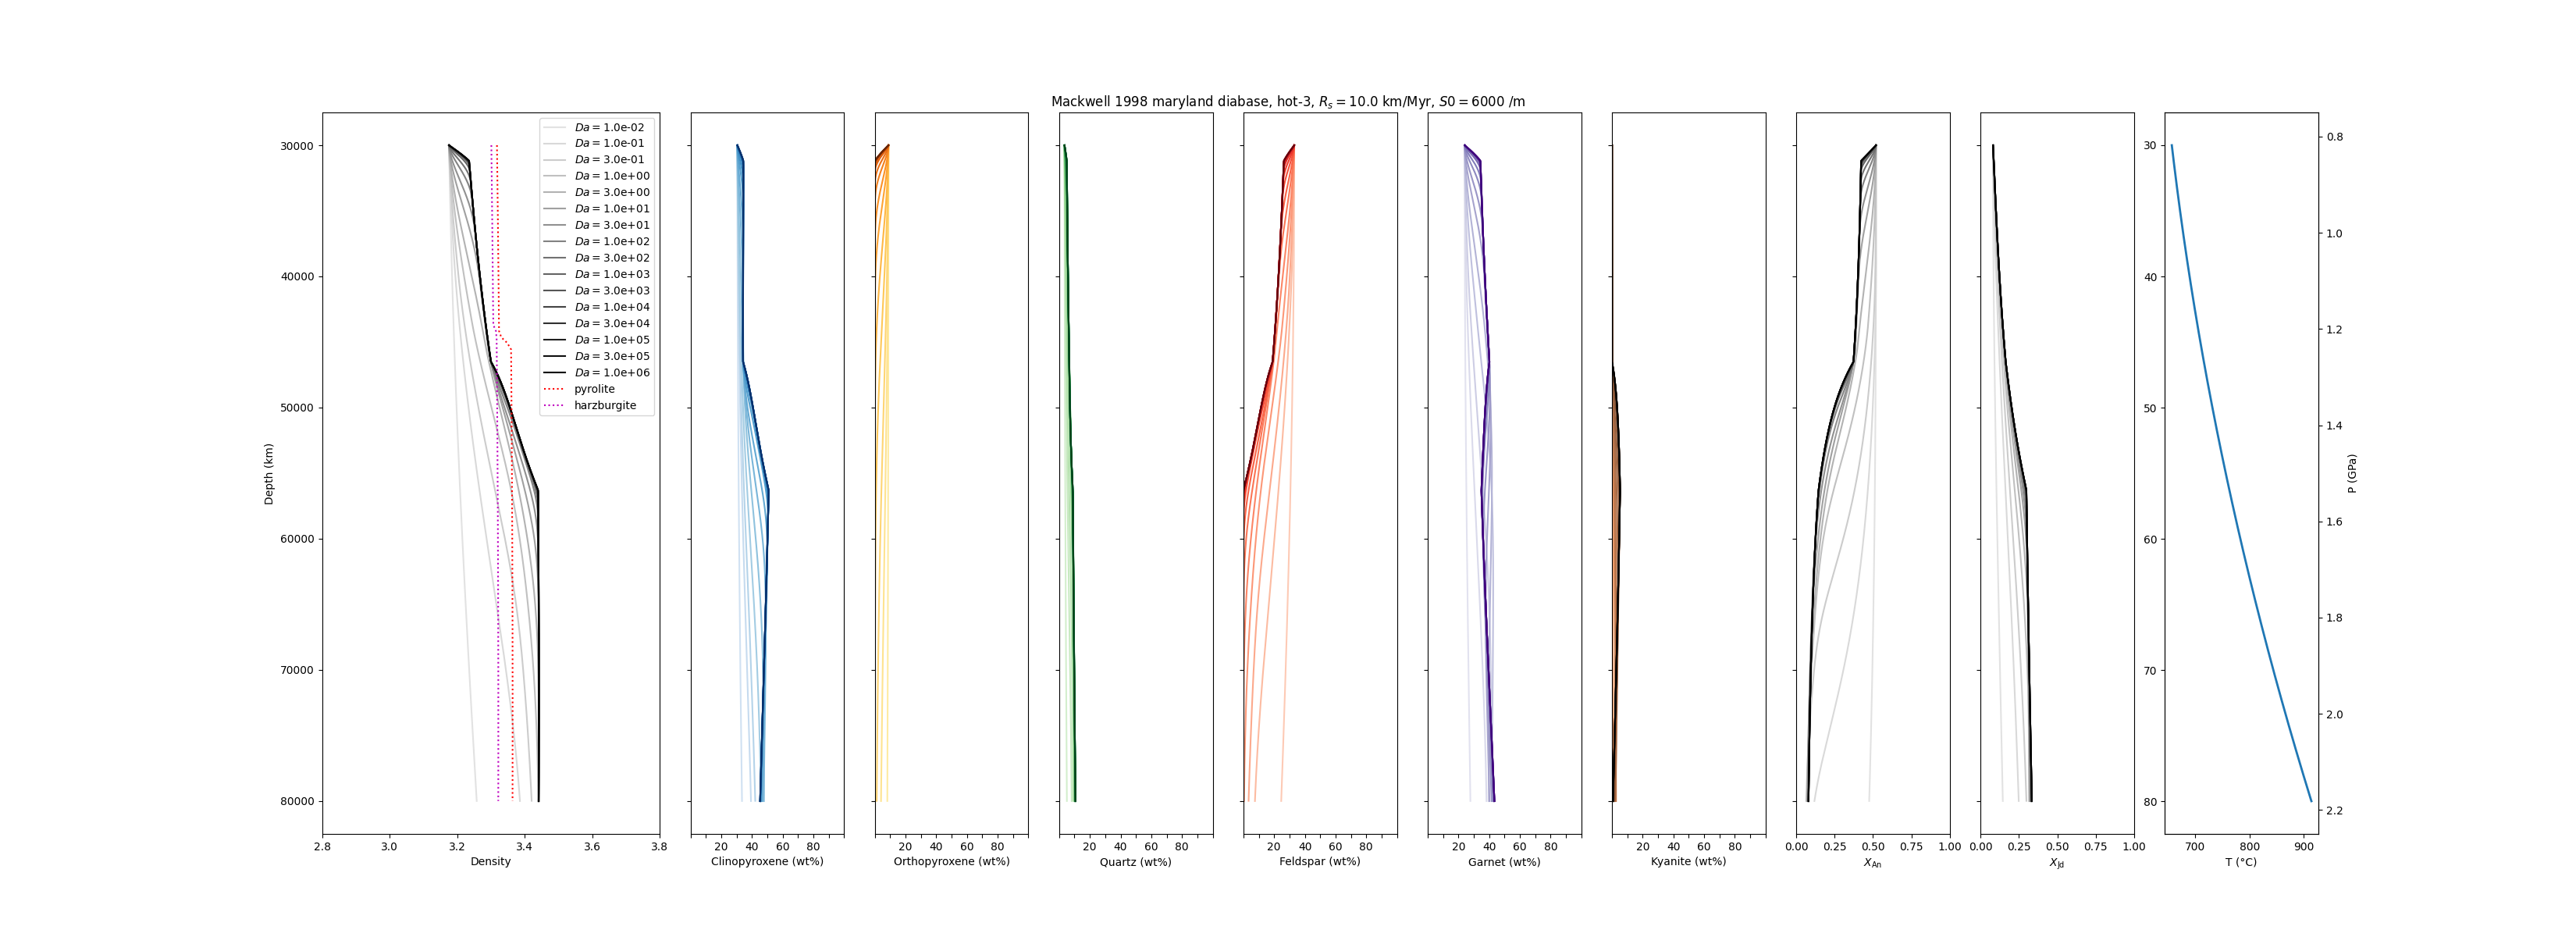 Mackwell 1998 maryland diabase, hot-3, Rₛ = 10.0 km/Myr, S0 = 6000 /m
Da = 1.0e-02
Da = 1.0e-01
Da = 3.0e-01
Da = 1.0e+00
Da = 3.0e+00
Da = 1.0e+01
Da = 3.0e+01
Da = 1.0e+02
Da = 3.0e+02
Da = 1.0e+03
Da = 3.0e+03
Da = 1.0e+04
Da = 3.0e+04
Da = 1.0e+05
Da = 3.0e+05
Da = 1.0e+06
pyrolite
harzburgite
Depth (km)
30000
40000
50000
60000
70000
80000
2.8 3.0 3.2 3.4 3.6 3.8
Density
20 40 60 80
Clinopyroxene (wt%)
20 40 60 80
Orthopyroxene (wt%)
20 40 60 80
Quartz (wt%)
20 40 60 80
Feldspar (wt%)
20 40 60 80
Garnet (wt%)
20 40 60 80
Kyanite (wt%)
0.00 0.25 0.50 0.75 1.00
X_An
0.00 0.25 0.50 0.75 1.00
X_Jd
30
40
50
60
70
80
700 800 900
T (°C)
0.8
1.0
1.2
1.4
1.6
1.8
2.0
2.2
P (GPa)